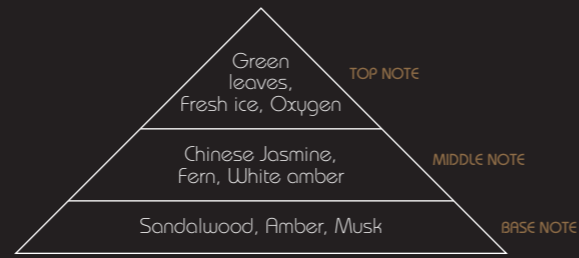 Green
leaves,
Fresh ice, Oxygen
TOP NOTE
Chinese Jasmine,
Fern, White amber
MIDDLE NOTE
Sandalwood, Amber, Musk
BASE NOTE